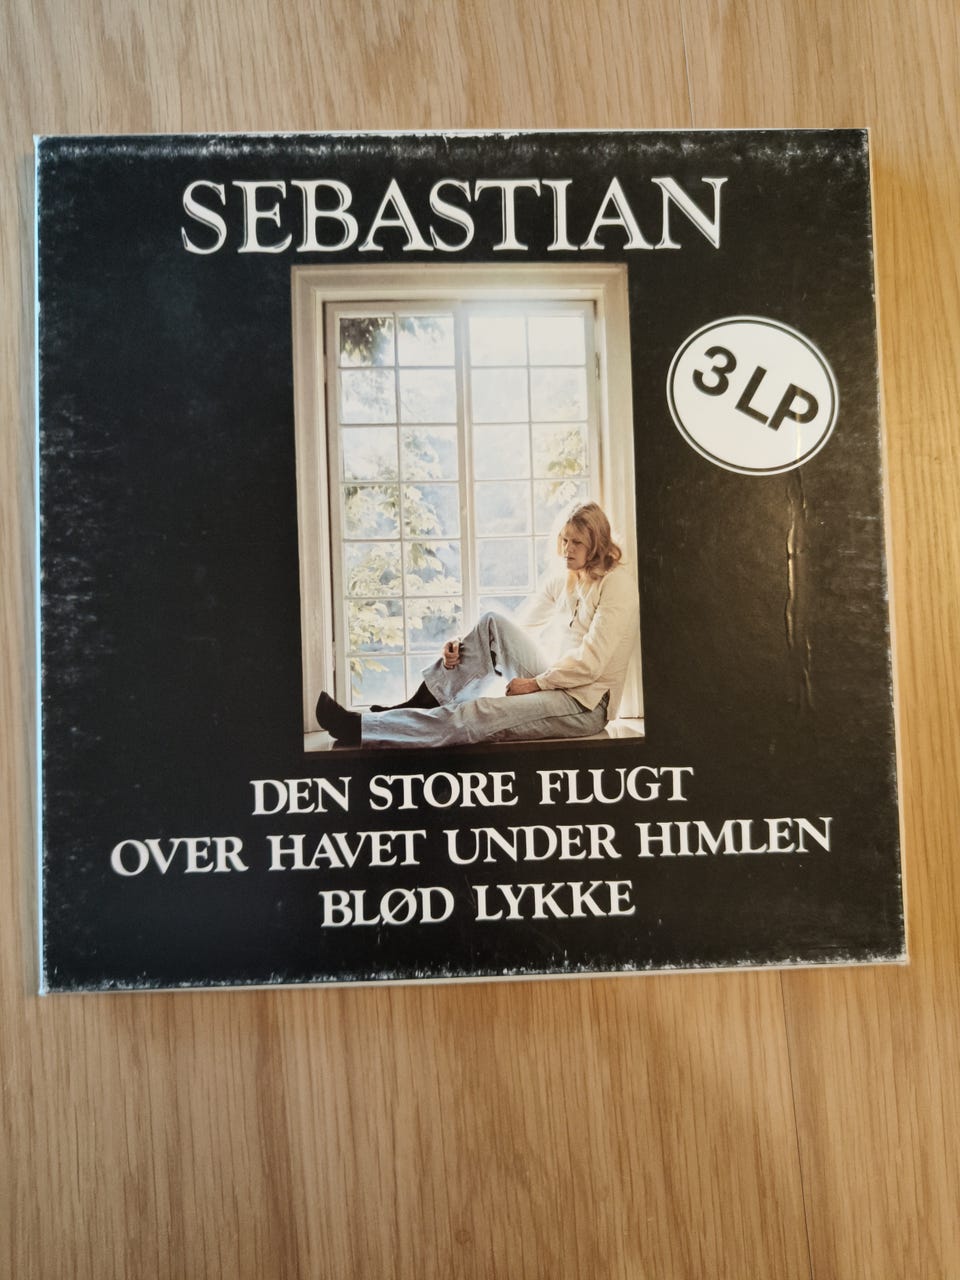 SEBASTIAN
3 LP
DEN STORE FLUGT
OVER HAVET UNDER HIMLEN
BLØD LYKKE